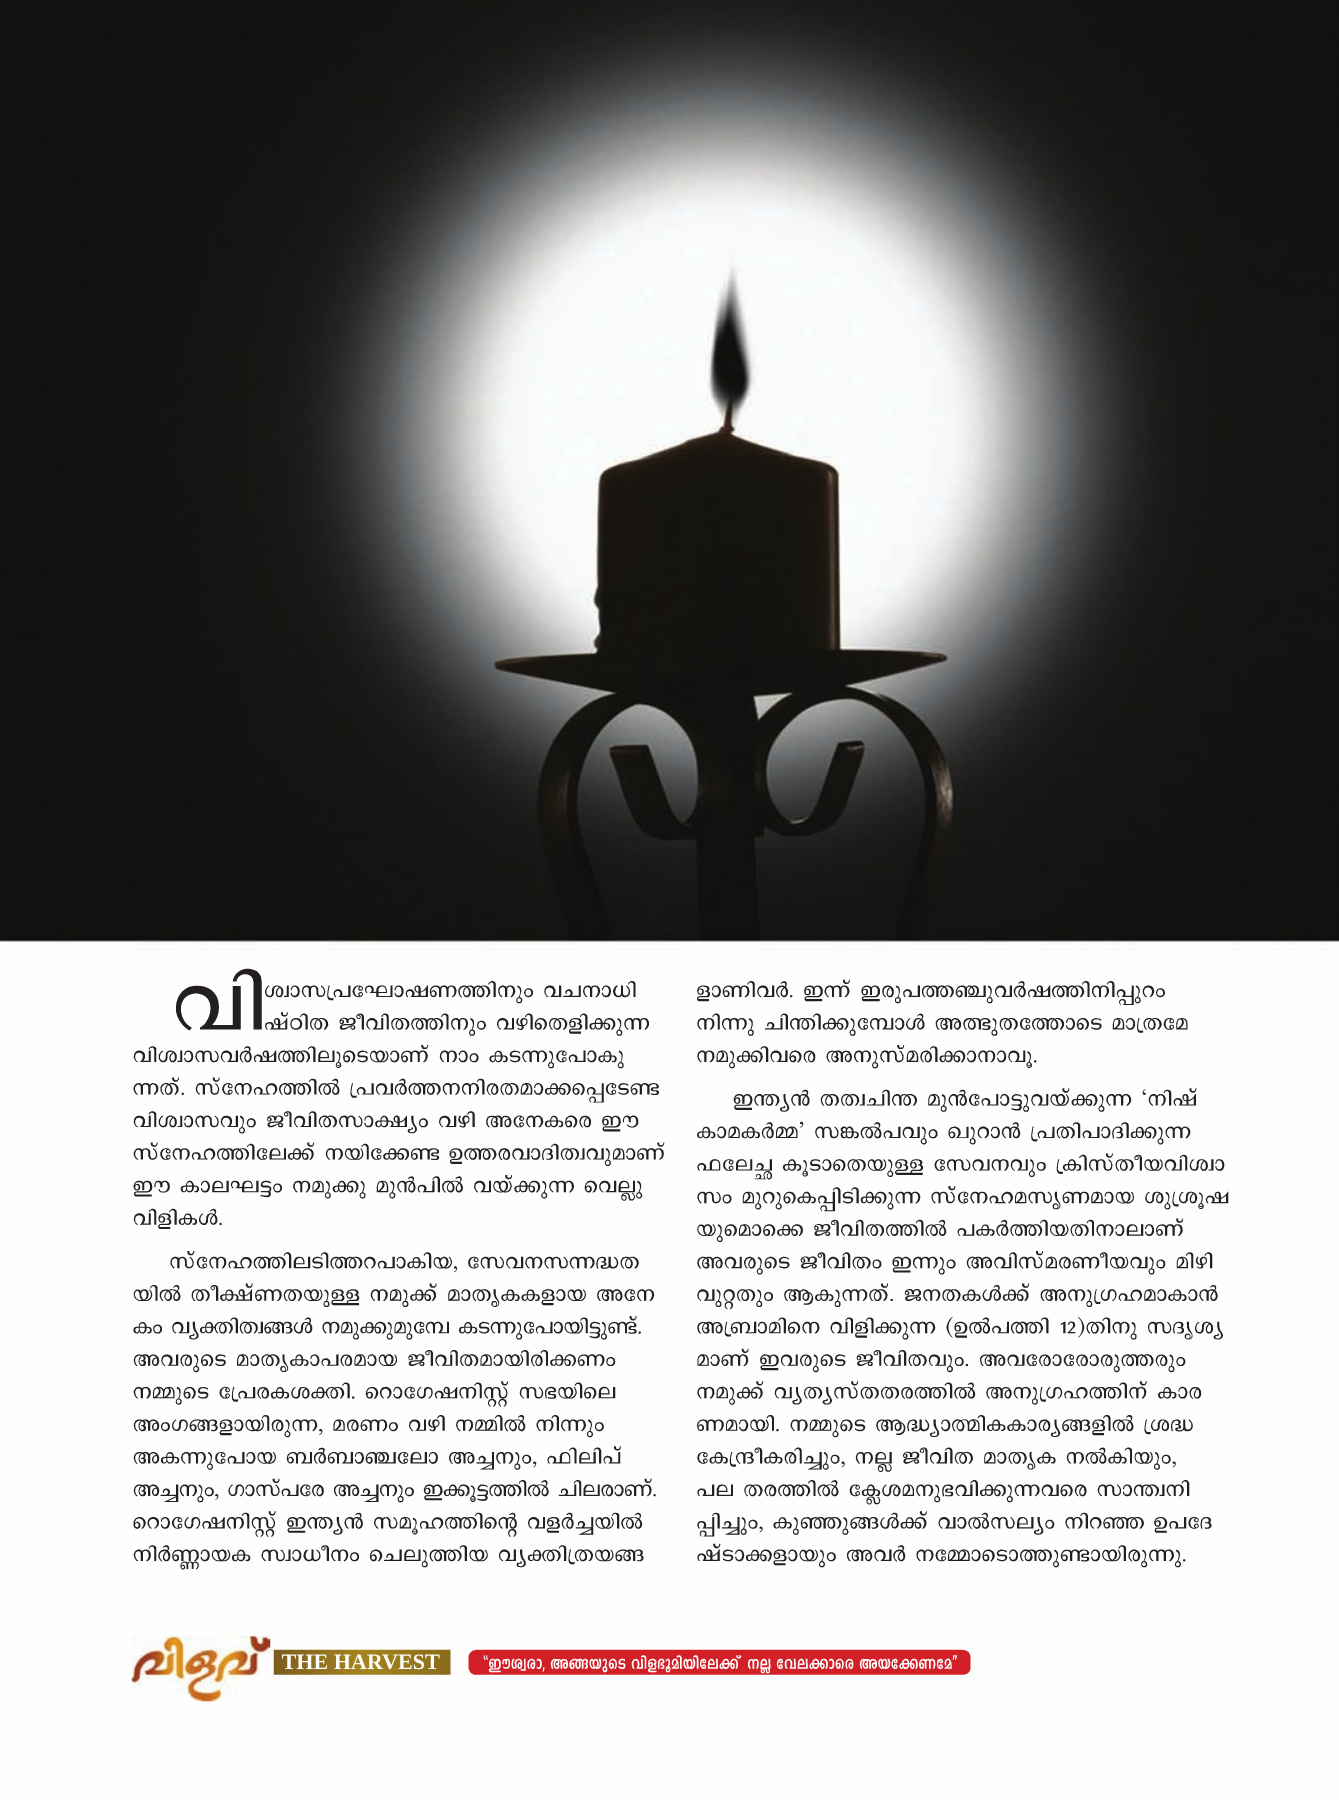 വിശ്വാസപ്രഘോഷണത്തിനും വചനാധി
ഷ്ഠിത ജീവിതത്തിനും വഴിതെളിക്കുന്ന
വിശ്വാസവർഷത്തിലൂടെയാണ് നാം കടന്നുപോകു
ന്നത്. സ്നേഹത്തിൽ പ്രവർത്തനനിരതമാക്കപ്പെടേണ്ട
വിശ്വാസവും ജീവിതസാക്ഷ്യം വഴി അനേകരെ ഈ
സ്നേഹത്തിലേക്ക് നയിക്കേണ്ട ഉത്തരവാദിത്വവുമാണ്
ഈ കാലഘട്ടം നമുക്കു മുൻപിൽ വയ്ക്കുന്ന വെല്ലു
വിളികൾ.
സ്നേഹത്തിലടിത്തറപാകിയ, സേവനസന്നദ്ധത
യിൽ തീക്ഷ്ണതയുള്ള നമുക്ക് മാതൃകകളായ അനേ
കം വ്യക്തിത്വങ്ങൾ നമുക്കുമുമ്പേ കടന്നുപോയിട്ടുണ്ട്.
അവരുടെ മാതൃകാപരമായ ജീവിതമായിരിക്കണം
നമ്മുടെ പ്രേരകശക്തി. റൊഗേഷനിസ്റ്റ് സഭയിലെ
അംഗങ്ങളായിരുന്ന, മരണം വഴി നമ്മിൽ നിന്നും
അകന്നുപോയ ബർബാഞ്ചലോ അച്ചനും, ഫിലിപ്
അച്ചനും, ഗാസ്പരേ അച്ചനും ഇക്കൂട്ടത്തിൽ ചിലരാണ്.
റൊഗേഷനിസ്റ്റ് ഇന്ത്യൻ സമൂഹത്തിന്റെ വളർച്ചയിൽ
നിർണ്ണായക സ്വാധീനം ചെലുത്തിയ വ്യക്തിത്രയങ്ങ
ളാണിവർ. ഇന്ന് ഇരുപത്തഞ്ചുവർഷത്തിനിപ്പുറം
നിന്നു ചിന്തിക്കുമ്പോൾ അത്ഭുതത്തോടെ മാത്രമേ
നമുക്കിവരെ അനുസ്മരിക്കാനാവൂ.
ഇന്ത്യൻ തത്വചിന്ത മുൻപോട്ടുവയ്ക്കുന്ന ‘നിഷ്
കാമകർമ്മ’ സങ്കൽപവും ഖുറാൻ പ്രതിപാദിക്കുന്ന
ഫലേച്ഛ കൂടാതെയുള്ള സേവനവും ക്രിസ്തീയവിശ്വാ
സം മുറുകെപ്പിടിക്കുന്ന സ്നേഹമസൃണമായ ശുശ്രൂഷ
യുമൊക്കെ ജീവിതത്തിൽ പകർത്തിയതിനാലാണ്
അവരുടെ ജീവിതം ഇന്നും അവിസ്മരണീയവും മിഴി
വുറ്റതും ആകുന്നത്. ജനതകൾക്ക് അനുഗ്രഹമാകാൻ
അബ്രാമിനെ വിളിക്കുന്ന (ഉൽപത്തി 12)തിനു സദൃശ്യ
മാണ് ഇവരുടെ ജീവിതവും. അവരോരോരുത്തരും
നമുക്ക് വ്യത്യസ്തതരത്തിൽ അനുഗ്രഹത്തിന് കാര
ണമായി. നമ്മുടെ ആദ്ധ്യാത്മികകാര്യങ്ങളിൽ ശ്രദ്ധ
കേന്ദ്രീകരിച്ചും, നല്ല ജീവിത മാതൃക നൽകിയും,
പല തരത്തിൽ ക്ലേശമനുഭവിക്കുന്നവരെ സാന്ത്വനി
പ്പിച്ചും, കുഞ്ഞുങ്ങൾക്ക് വാൽസല്യം നിറഞ്ഞ ഉപദേ
ഷ്ടാക്കളായും അവർ നമ്മോടൊത്തുണ്ടായിരുന്നു.
വിളവ് THE HARVEST “ഈശ്വരാ, അങ്ങയുടെ വിളഭൂമിയിലേക്ക് നല്ല വേലക്കാരെ അയക്കേണമേ”